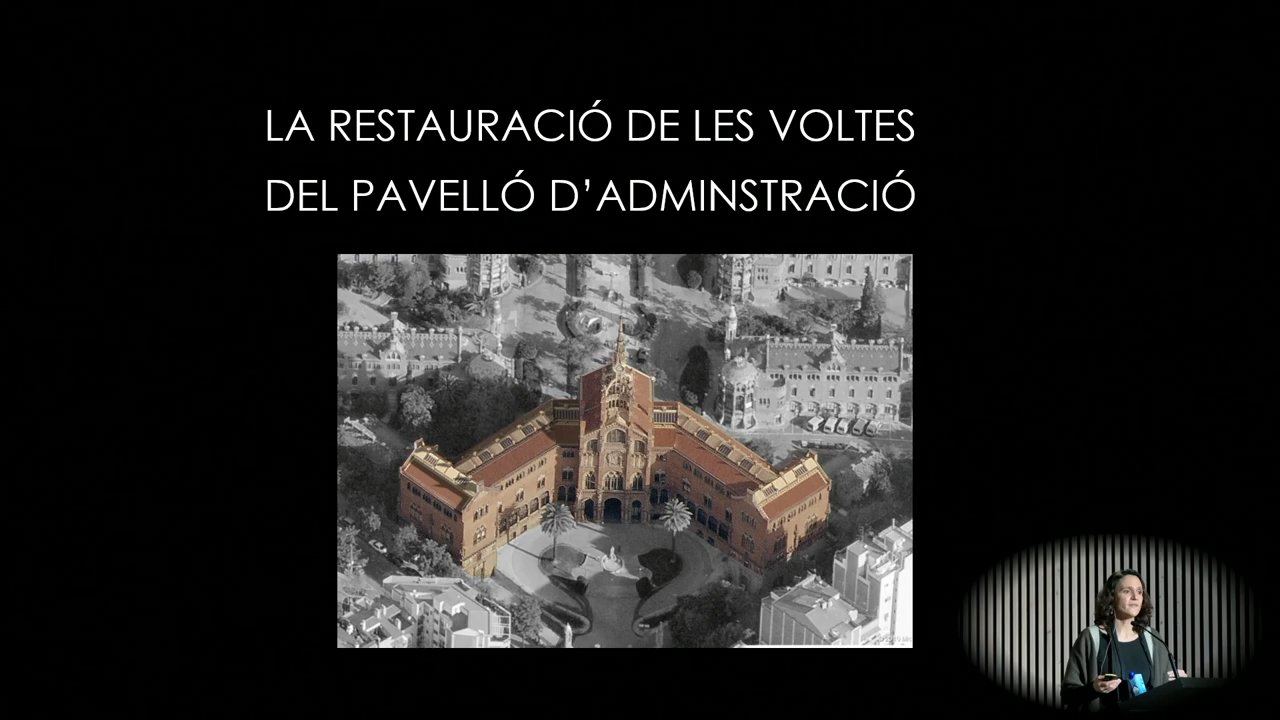 LA RESTAURACIÓ DE LES VOLTES
DEL PAVELLÓ D’ADMINSTRACIÓ